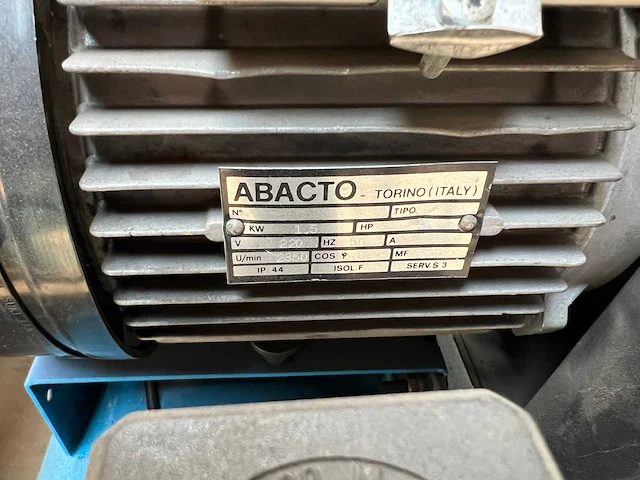 ABACTO - TORINO (ITALY)
N° TIPO
KW 1,5 HP
V 220 HZ 50 A
U/min 2850 COS φ MF
IP 44 ISOL F SERV. S 3